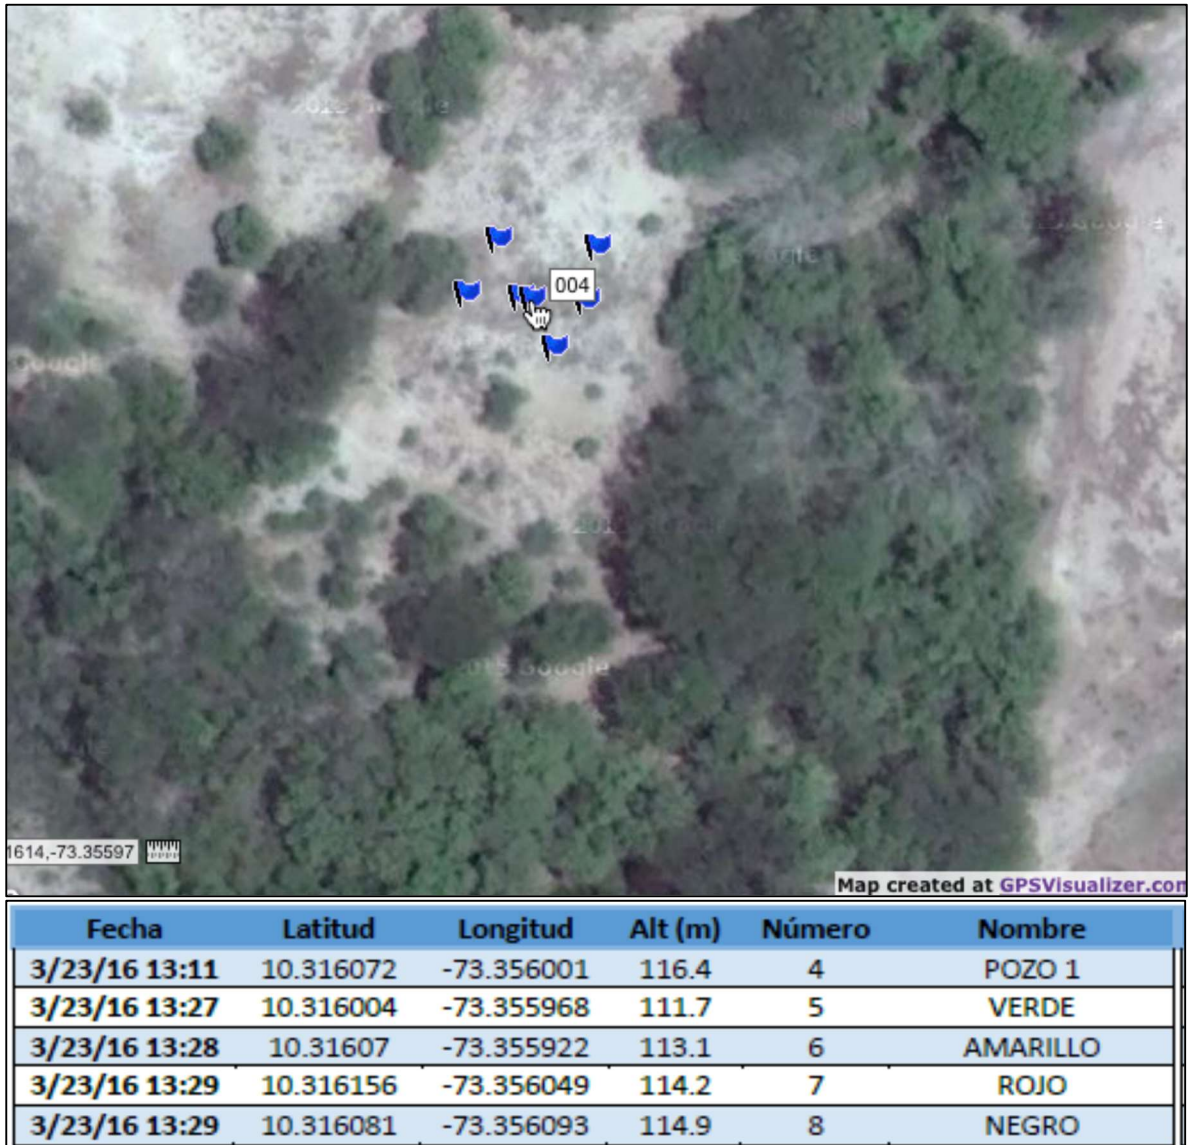 004
2015 Google
1614,-73.35597
Map created at GPSVisualizer.com
Fecha Latitud Longitud Alt (m) Número Nombre
3/23/16 13:11 10.316072 -73.356001 116.4 4 POZO 1
3/23/16 13:27 10.316004 -73.355968 111.7 5 VERDE
3/23/16 13:28 10.31607 -73.355922 113.1 6 AMARILLO
3/23/16 13:29 10.316156 -73.356049 114.2 7 ROJO
3/23/16 13:29 10.316081 -73.356093 114.9 8 NEGRO